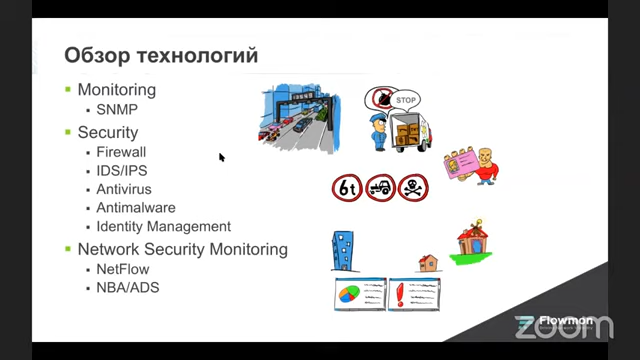 Обзор технологий
Monitoring
SNMP
Security
Firewall
IDS/IPS
Antivirus
Antimalware
Identity Management
Network Security Monitoring
NetFlow
NBA/ADS
STOP
6t
Flowmon
zoom